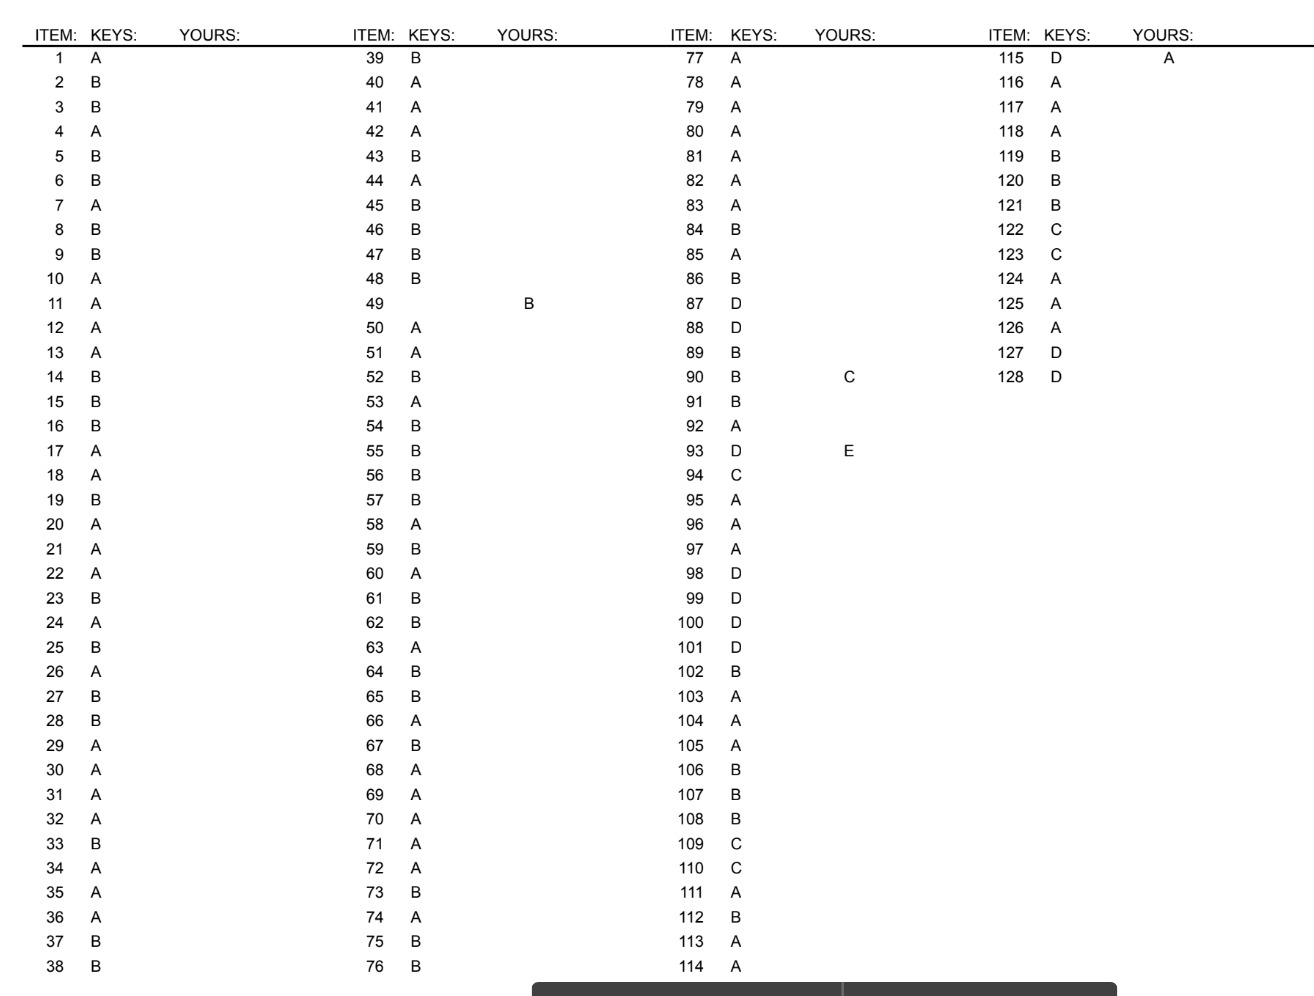 ITEM: KEYS: YOURS: ITEM: KEYS: YOURS: ITEM: KEYS: YOURS: ITEM: KEYS: YOURS:
1 A 39 B 77 A 115 D A
2 B 40 A 78 A 116 A
3 B 41 A 79 A 117 A
4 A 42 A 80 A 118 A
5 B 43 B 81 A 119 B
6 B 44 A 82 A 120 B
7 A 45 B 83 A 121 B
8 B 46 B 84 B 122 C
9 B 47 B 85 A 123 C
10 A 48 B 86 B 124 A
11 A 49 B 87 D 125 A
12 A 50 A 88 D 126 A
13 A 51 A 89 B 127 D
14 B 52 B 90 B C 128 D
15 B 53 A 91 B
16 B 54 B 92 A
17 A 55 B 93 D E
18 A 56 B 94 C
19 B 57 B 95 A
20 A 58 A 96 A
21 A 59 B 97 A
22 A 60 A 98 D
23 B 61 B 99 D
24 A 62 B 100 D
25 B 63 A 101 D
26 A 64 B 102 B
27 B 65 B 103 A
28 B 66 A 104 A
29 A 67 B 105 A
30 A 68 A 106 B
31 A 69 A 107 B
32 A 70 A 108 B
33 B 71 A 109 C
34 A 72 A 110 C
35 A 73 B 111 A
36 A 74 A 112 B
37 B 75 B 113 A
38 B 76 B 114 A